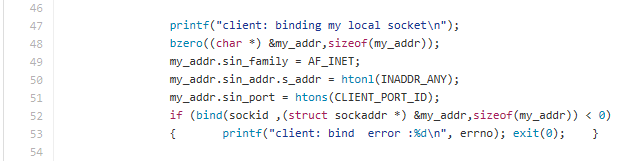 46
47 printf("client: binding my local socket\n");
48 bzero((char *) &my_addr,sizeof(my_addr));
49 my_addr.sin_family = AF_INET;
50 my_addr.sin_addr.s_addr = htonl(INADDR_ANY);
51 my_addr.sin_port = htons(CLIENT_PORT_ID);
52 if (bind(sockid ,(struct sockaddr *) &my_addr,sizeof(my_addr)) < 0)
53 { printf("client: bind  error :%d\n", errno); exit(0); }
54